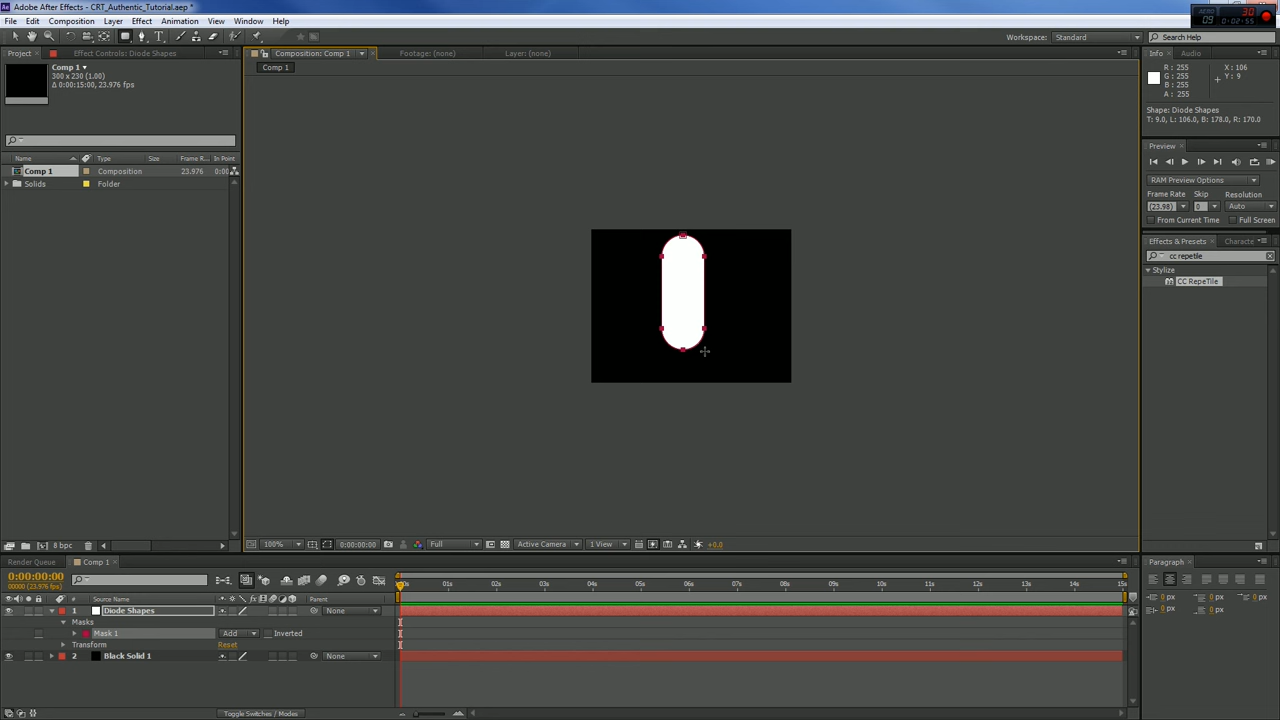 Adobe After Effects - CRT_Authentic_Tutorial.aep *
File Edit Composition Layer Effect Animation View Window Help
Workspace: Standard
Search Help
Project Effect Controls: Diode Shapes
Composition: Comp 1
Footage: (none)
Layer: (none)
Info Audio
Comp 1
300 x 230 (1.00)
Δ 0:00:15:00, 23.976 fps
Comp 1
R: 255
G: 255
B: 255
A: 255
X: 106
Y: 9
Shape: Diode Shapes
T: 9.0, L: 106.0, B: 178.0, R: 170.0
Preview
RAM Preview Options
Frame Rate Skip Resolution
(23.98) 0 Auto
From Current Time Full Screen
Effects & Presets Characte
cc repetile
Stylize
CC RepeTile
Name Type Size Frame R... In Point
Comp 1 Composition 23.976 0:00
Solids Folder
8 bpc
100% 0:00:00:00 Full Active Camera 1 View +0.0
Render Queue Comp 1
0:00:00:00
00000 (23.976 fps)
# Source Name Parent
1 Diode Shapes None
Masks
Mask 1 Add Inverted
Transform Reset
2 Black Solid 1 None
01s 02s 03s 04s 05s 06s 07s 08s 09s 10s 11s 12s 13s 14s 15s
Toggle Switches / Modes
Paragraph
0 px 0 px 0 px
0 px 0 px